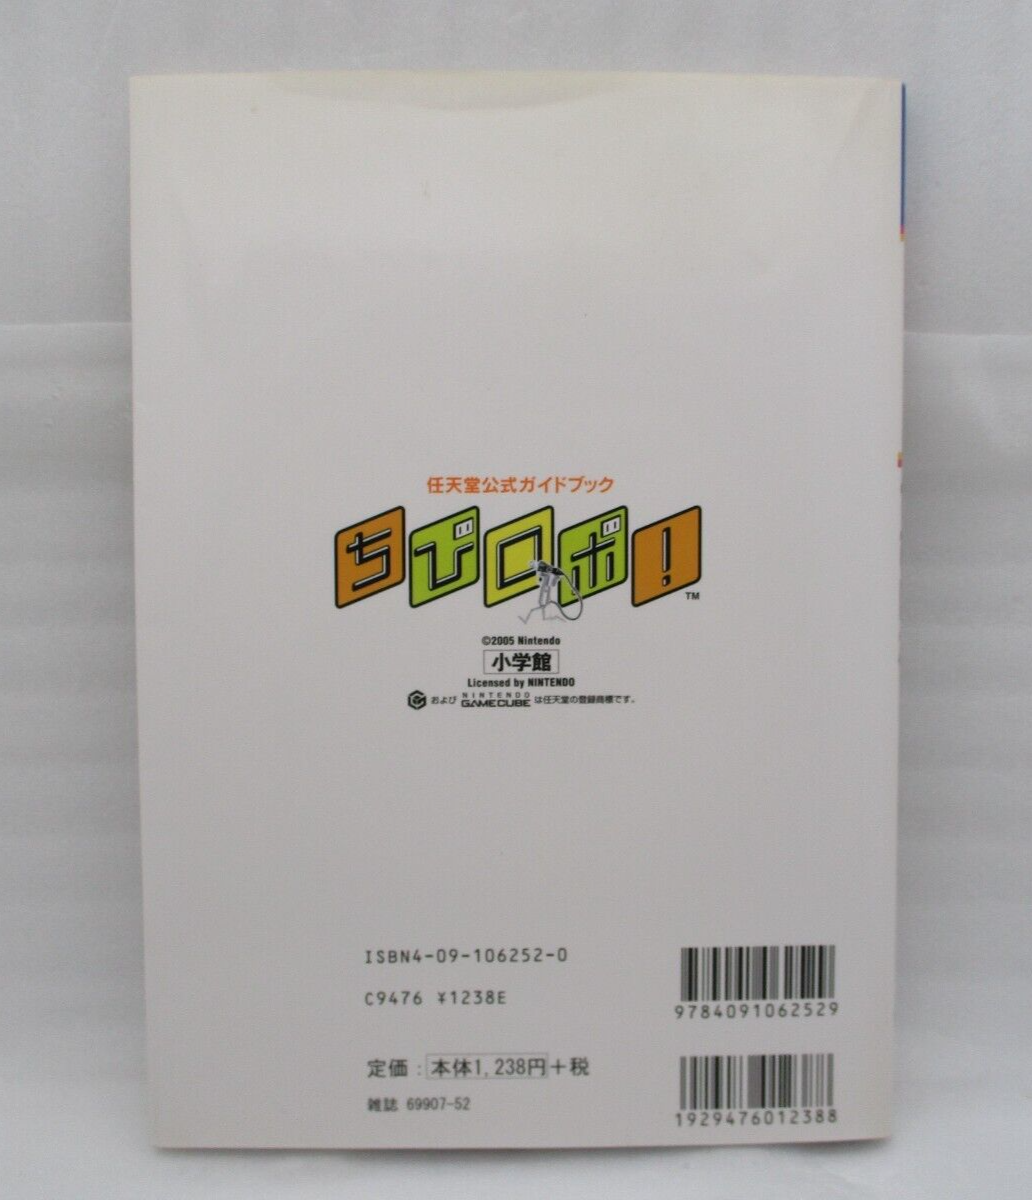 任天堂公式ガイドブック
ちびロボ!
TM
©2005 Nintendo
小学館
Licensed by NINTENDO
および NINTENDO GAMECUBE は任天堂の登録商標です。
ISBN4-09-106252-0
C9476 ¥1238E
9784091062529
定価:本体1,238円+税
雑誌 69907-52
1929476012388